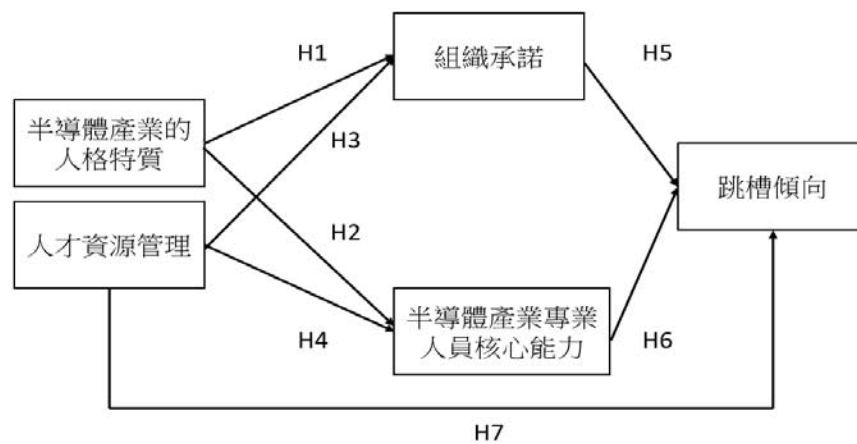 H1
組織承諾
H5
半導體產業的
人格特質
H3
跳槽傾向
人才資源管理
H2
半導體產業專業
人員核心能力
H4
H6
H7